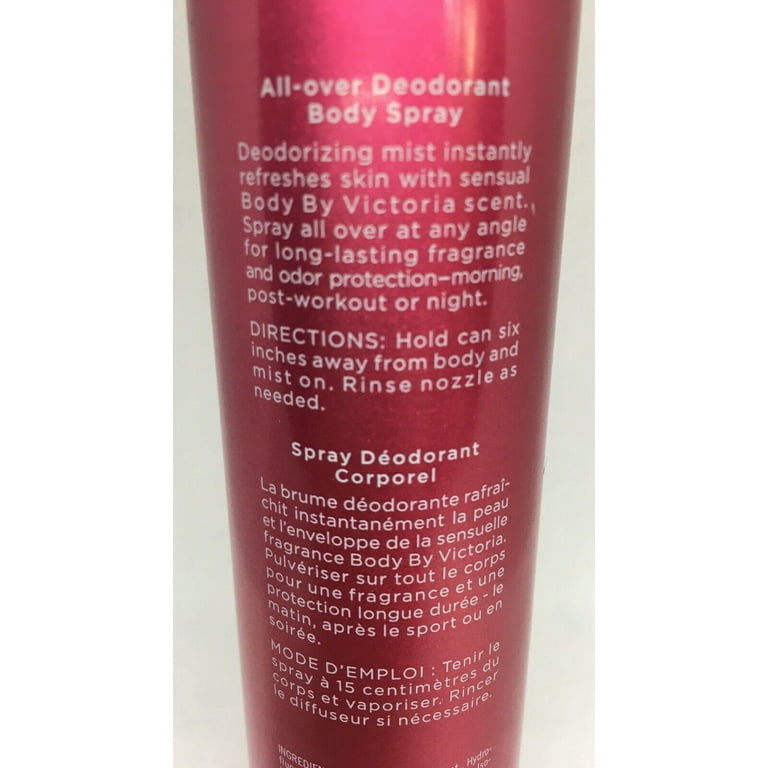 All-over Deodorant
Body Spray
Deodorizing mist instantly
refreshes skin with sensual
Body By Victoria scent.
Spray all over at any angle
for long-lasting fragrance
and odor protection—morning,
post-workout or night.
DIRECTIONS: Hold can six
inches away from body and
mist on. Rinse nozzle as
needed.
Spray Déodorant
Corporel
La brume déodorante rafraî-
chit instantanément la peau
et l'enveloppe de la sensuelle
fragrance Body By Victoria.
Pulvériser sur tout le corps
pour une fragrance et une
protection longue durée - le
matin, après le sport ou en
soirée.
MODE D'EMPLOI : Tenir le
spray à 15 centimètres du
corps et vaporiser. Rincer
le diffuseur si nécessaire.
Hydro-